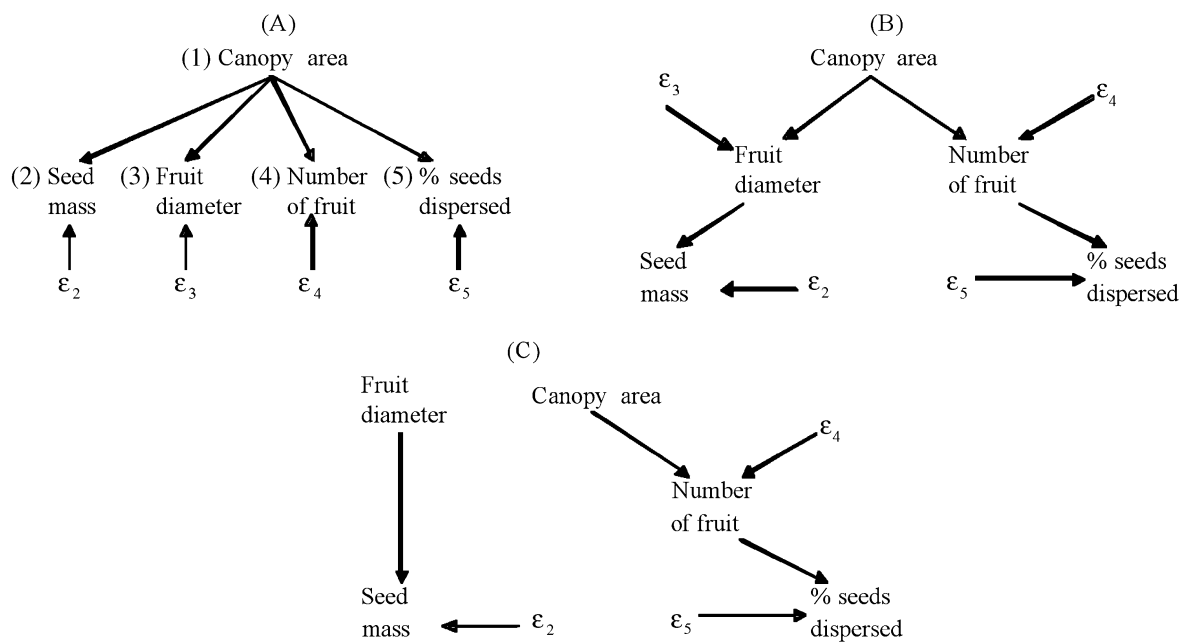 (A)
(1) Canopy area
(2) Seed mass
(3) Fruit diameter
(4) Number of fruit
(5) % seeds dispersed
ε2
ε3
ε4
ε5
(B)
Canopy area
ε3
ε4
Fruit
diameter
Number
of fruit
Seed
mass
ε2
ε5
% seeds
dispersed
(C)
Fruit
diameter
Canopy area
ε4
Number
of fruit
Seed
mass
ε2
ε5
% seeds
dispersed